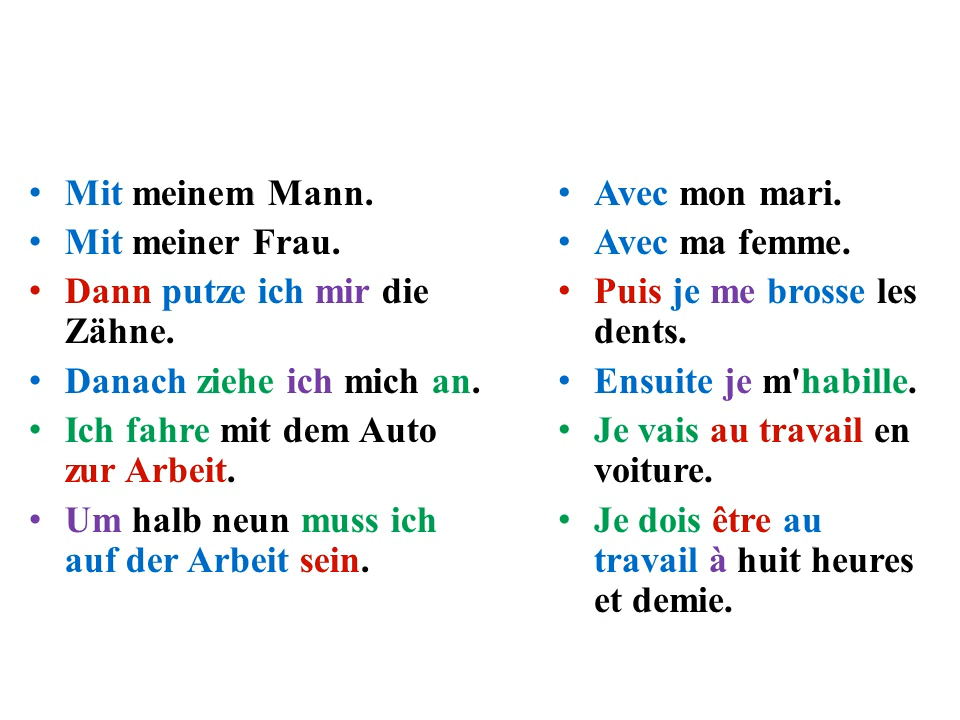 • Mit meinem Mann.
• Mit meiner Frau.
• Dann putze ich mir die
Zähne.
• Danach ziehe ich mich an.
• Ich fahre mit dem Auto
zur Arbeit.
• Um halb neun muss ich
auf der Arbeit sein.
• Avec mon mari.
• Avec ma femme.
• Puis je me brosse les
dents.
• Ensuite je m'habille.
• Je vais au travail en
voiture.
• Je dois être au
travail à huit heures
et demie.